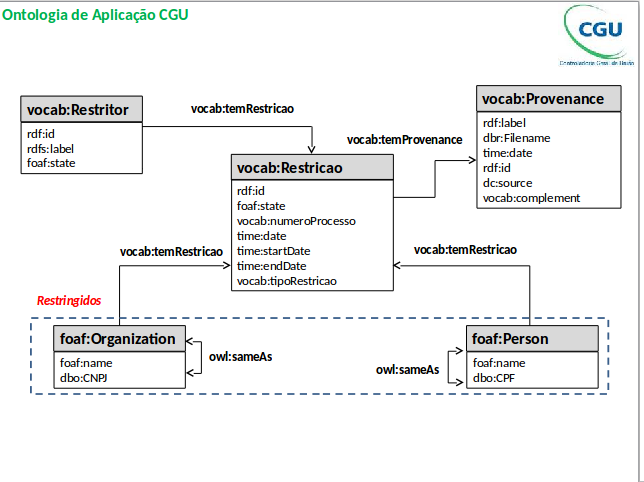 Ontologia de Aplicação CGU
CGU
Controladoria-Geral da União
vocab:Restritor
rdf:id
rdfs:label
foaf:state
vocab:temRestricao
vocab:Provenance
rdf:label
dbr:Filename
time:date
rdf:id
dc:source
vocab:complement
vocab:temProvenance
vocab:Restricao
rdf:id
foaf:state
vocab:numeroProcesso
time:date
time:startDate
time:endDate
vocab:tipoRestricao
vocab:temRestricao
vocab:temRestricao
Restringidos
foaf:Organization
foaf:name
dbo:CNPJ
owl:sameAs
owl:sameAs
foaf:Person
foaf:name
dbo:CPF